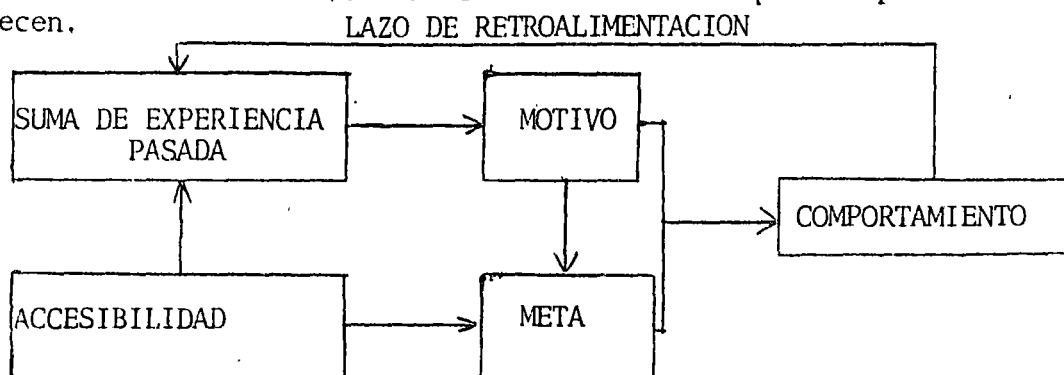 ecen.
LAZO DE RETROALIMENTACION
SUMA DE EXPERIENCIA
PASADA
MOTIVO
COMPORTAMIENTO
ACCESIBILIDAD
META